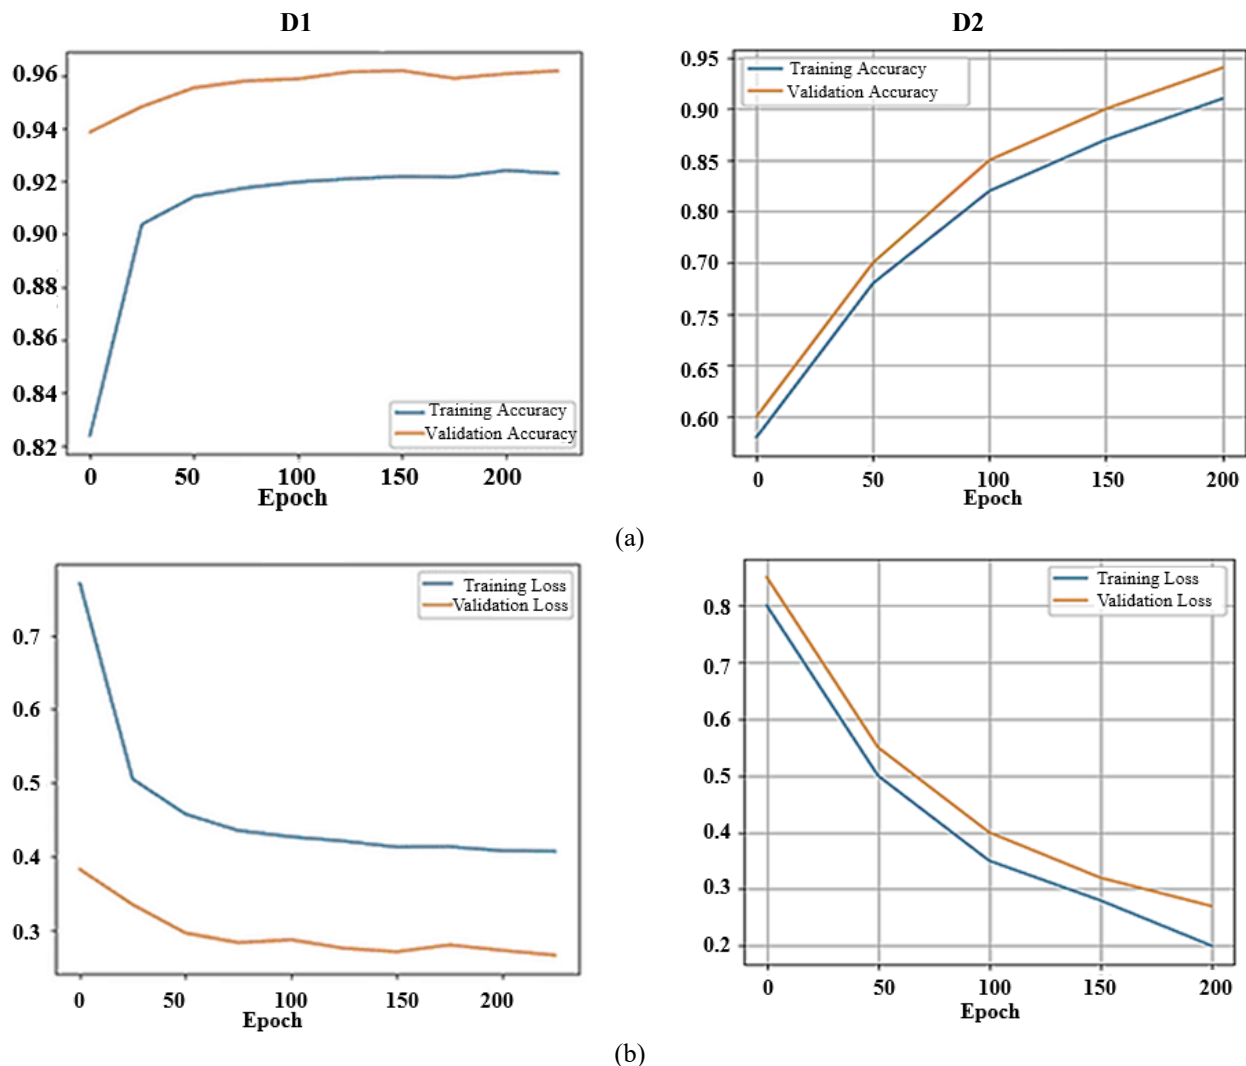 D1
D2
0.96
0.94
0.92
0.90
0.88
0.86
0.84
0.82
Training Accuracy
Validation Accuracy
0 50 100 150 200
Epoch
0.95
0.90
0.85
0.80
0.70
0.75
0.65
0.60
Training Accuracy
Validation Accuracy
0 50 100 150 200
Epoch
(a)
0.7
0.6
0.5
0.4
0.3
Training Loss
Validation Loss
0 50 100 150 200
Epoch
0.8
0.7
0.6
0.5
0.4
0.3
0.2
Training Loss
Validation Loss
0 50 100 150 200
Epoch
(b)